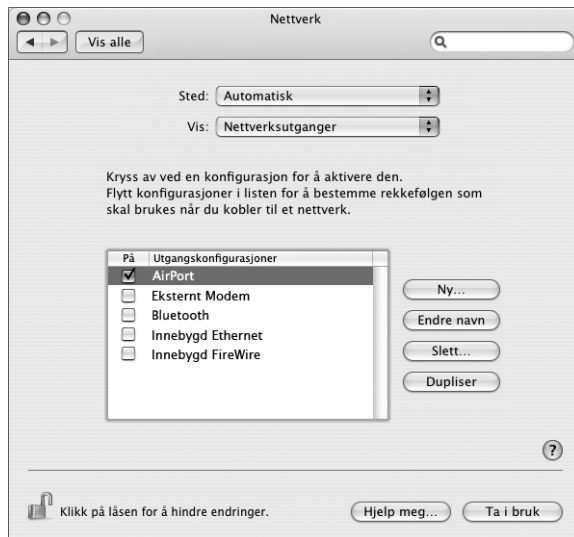 Nettverk
Vis alle
Sted: Automatisk
Vis: Nettverksutganger
Kryss av ved en konfigurasjon for å aktivere den.
Flytt konfigurasjoner i listen for å bestemme rekkefølgen som
skal brukes når du kobler til et nettverk.
På Utgangskonfigurasjoner
AirPort
Eksternt Modem
Bluetooth
Innebygd Ethernet
Innebygd FireWire
Ny...
Endre navn
Slett...
Dupliser
?
Klikk på låsen for å hindre endringer.
Hjelp meg...
Ta i bruk